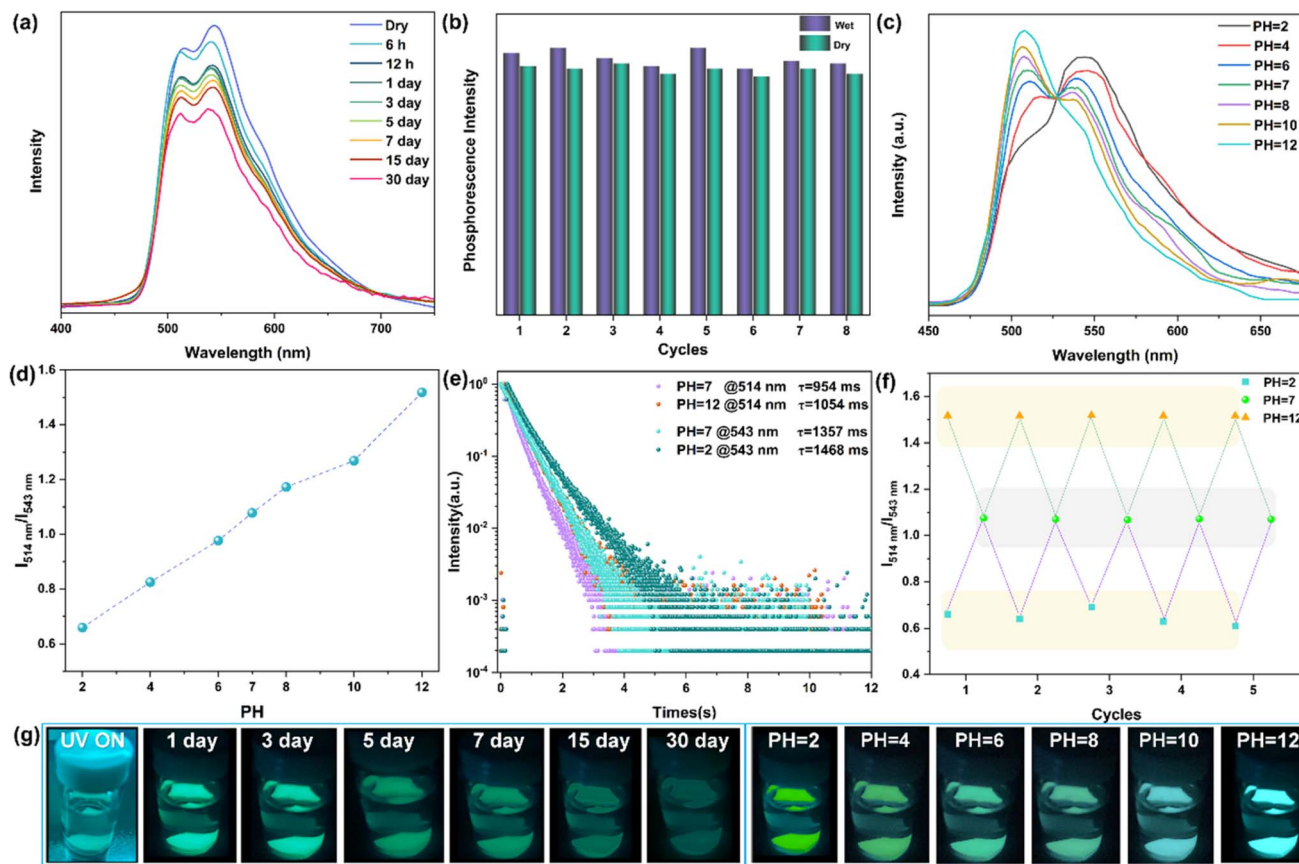 (a)
Dry
6 h
12 h
1 day
3 day
5 day
7 day
15 day
30 day
Intensity
400 500 600 700
Wavelength (nm)
(b)
Wet
Dry
Phosphorescence Intensity
1 2 3 4 5 6 7 8
Cycles
(c)
PH=2
PH=4
PH=6
PH=7
PH=8
PH=10
PH=12
Intensity (a.u.)
450 500 550 600 650
Wavelength (nm)
(d)
I514 nm/I543 nm
1.6
1.4
1.2
1.0
0.8
0.6
2 4 6 7 8 10 12
PH
(e)
PH=7 @514 nm τ=954 ms
PH=12 @514 nm τ=1054 ms
PH=7 @543 nm τ=1357 ms
PH=2 @543 nm τ=1468 ms
Intensity(a.u.)
10^0
10^-1
10^-2
10^-3
10^-4
0 2 4 6 8 10 12
Times(s)
(f)
PH=2
PH=7
PH=12
I514 nm/I543 nm
1.6
1.4
1.2
1.0
0.8
0.6
0.4
1 2 3 4 5
Cycles
(g)
UV ON 1 day 3 day 5 day 7 day 15 day 30 day PH=2 PH=4 PH=6 PH=8 PH=10 PH=12